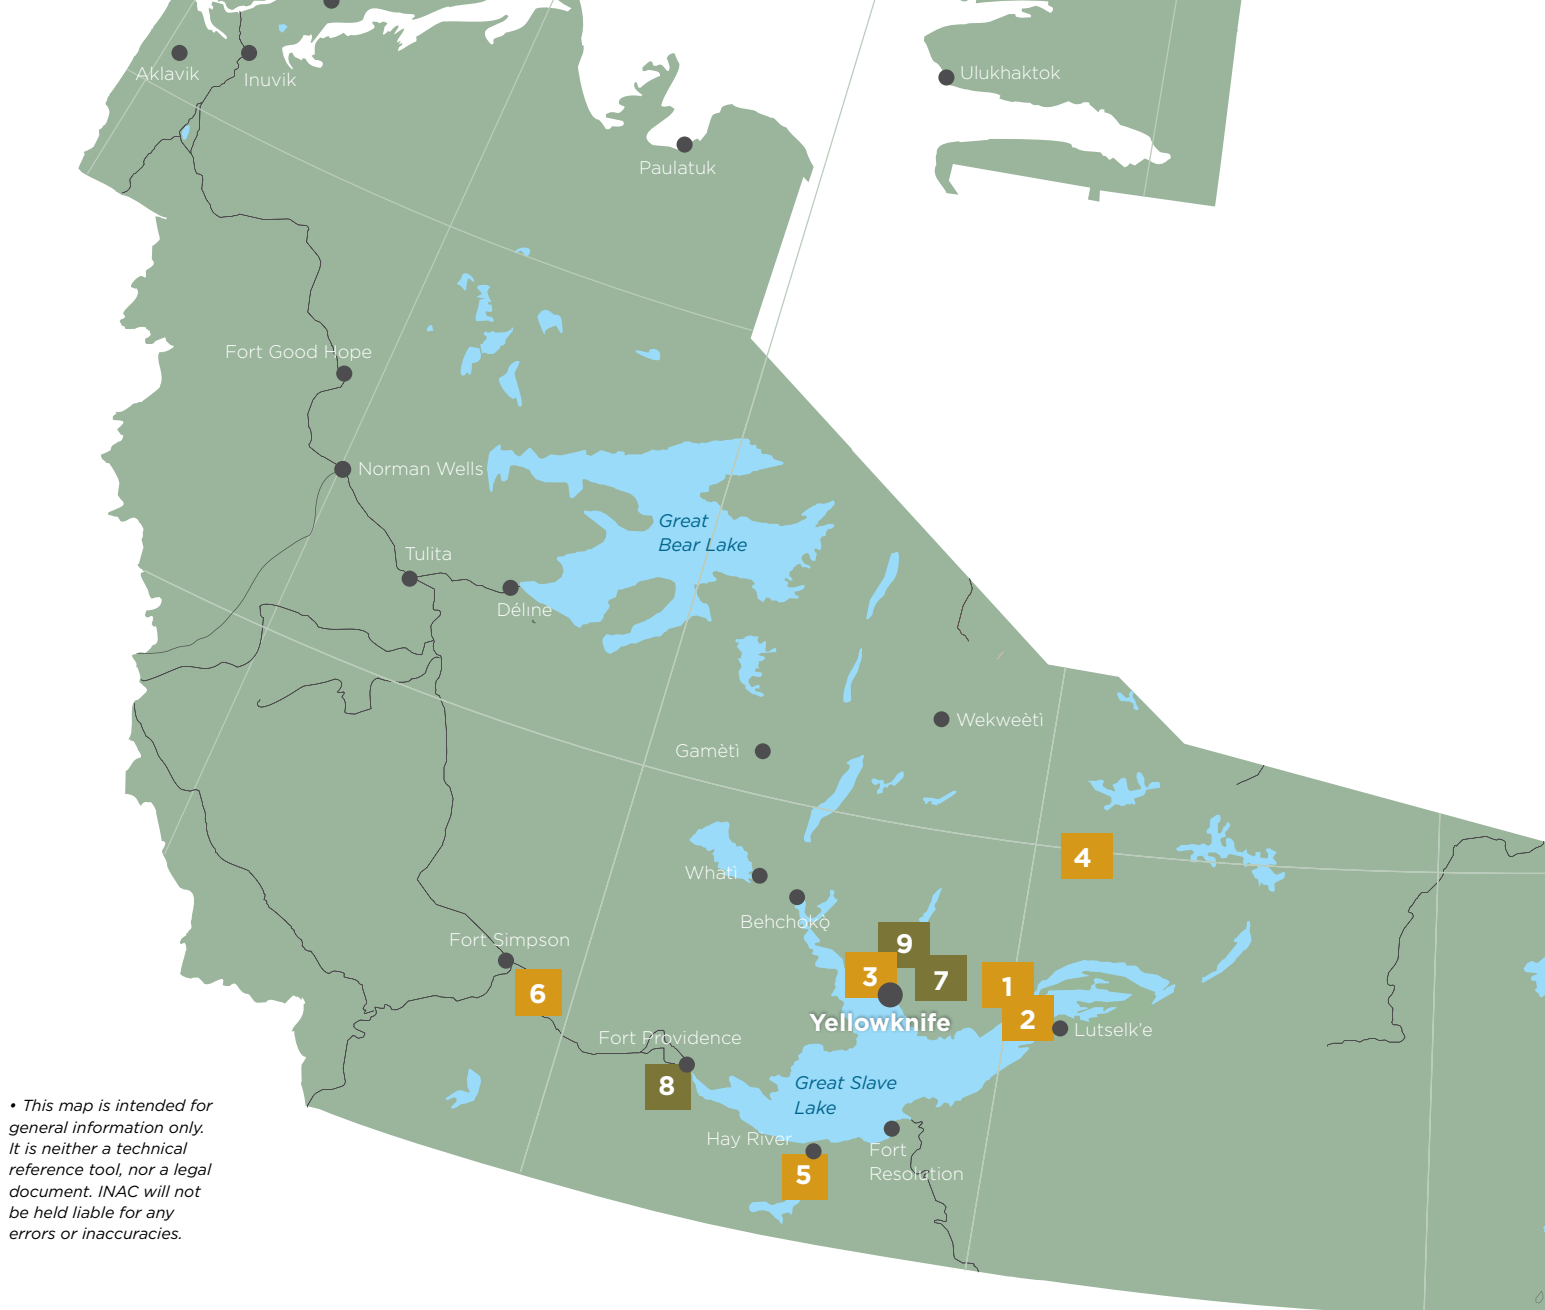 Aklavik
Inuvik
Ulukhaktok
Paulatuk
Fort Good Hope
Norman Wells
Great
Bear Lake
Tulita
Délıne
Wekweètì
Gamètì
4
Whatì
Behchokǫ̀
Fort Simpson
9
3
7
1
6
2
Yellowknife
Lutselk’e
Fort Providence
8
Great Slave
Lake
Hay River
Fort
Resolution
5
• This map is intended for
general information only.
It is neither a technical
reference tool, nor a legal
document. INAC will not
be held liable for any
errors or inaccuracies.